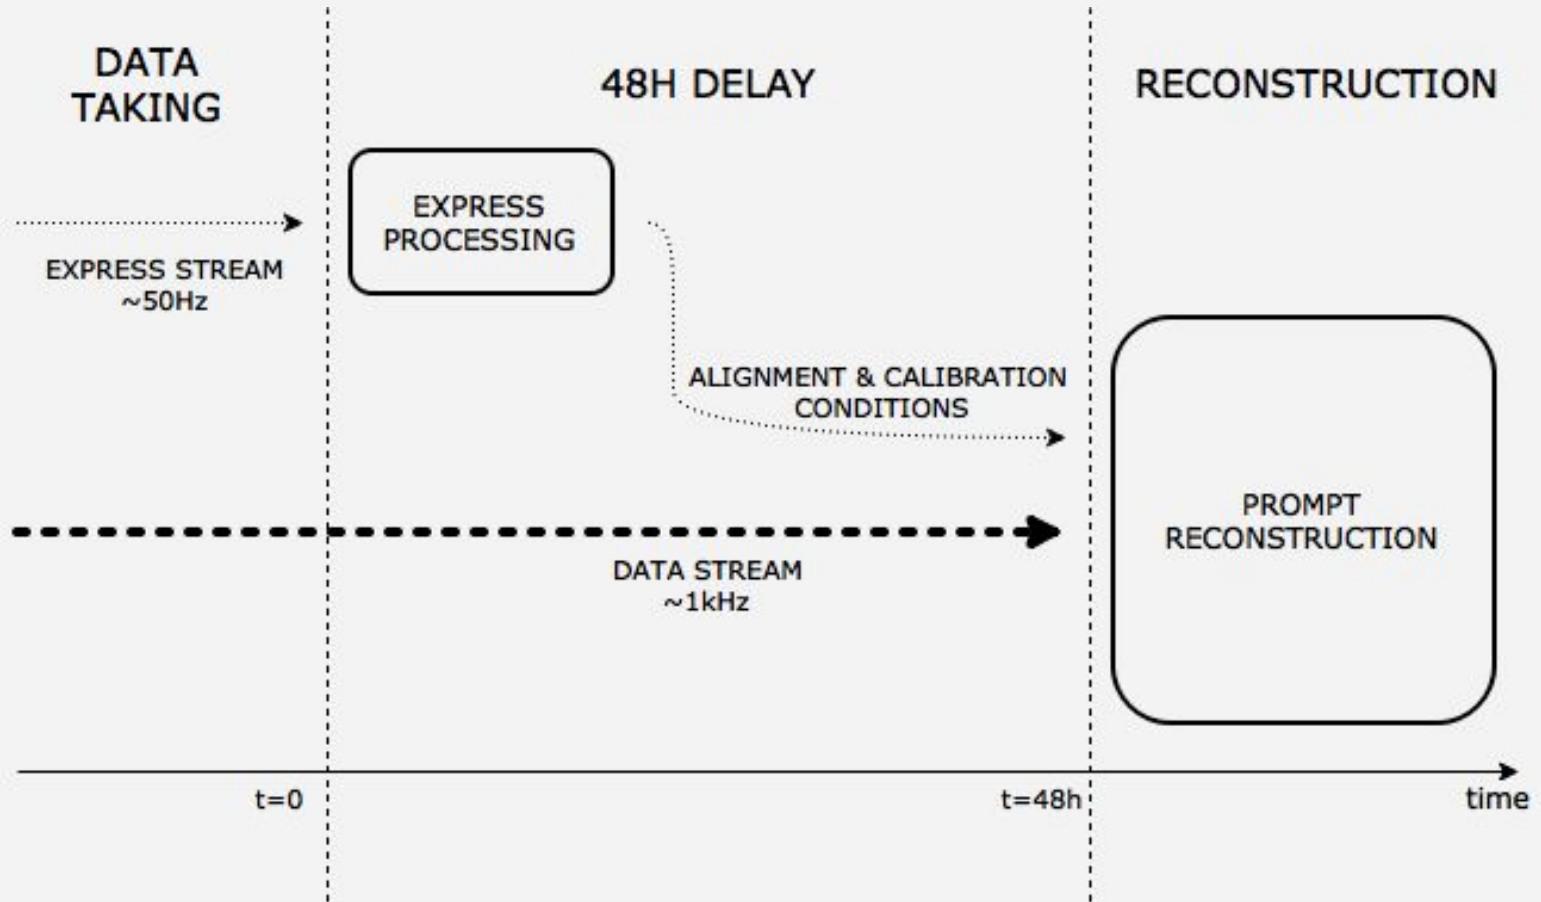 DATA
TAKING
48H DELAY
RECONSTRUCTION
EXPRESS
PROCESSING
EXPRESS STREAM
~50Hz
ALIGNMENT & CALIBRATION
CONDITIONS
PROMPT
RECONSTRUCTION
DATA STREAM
~1kHz
t=0
t=48h
time